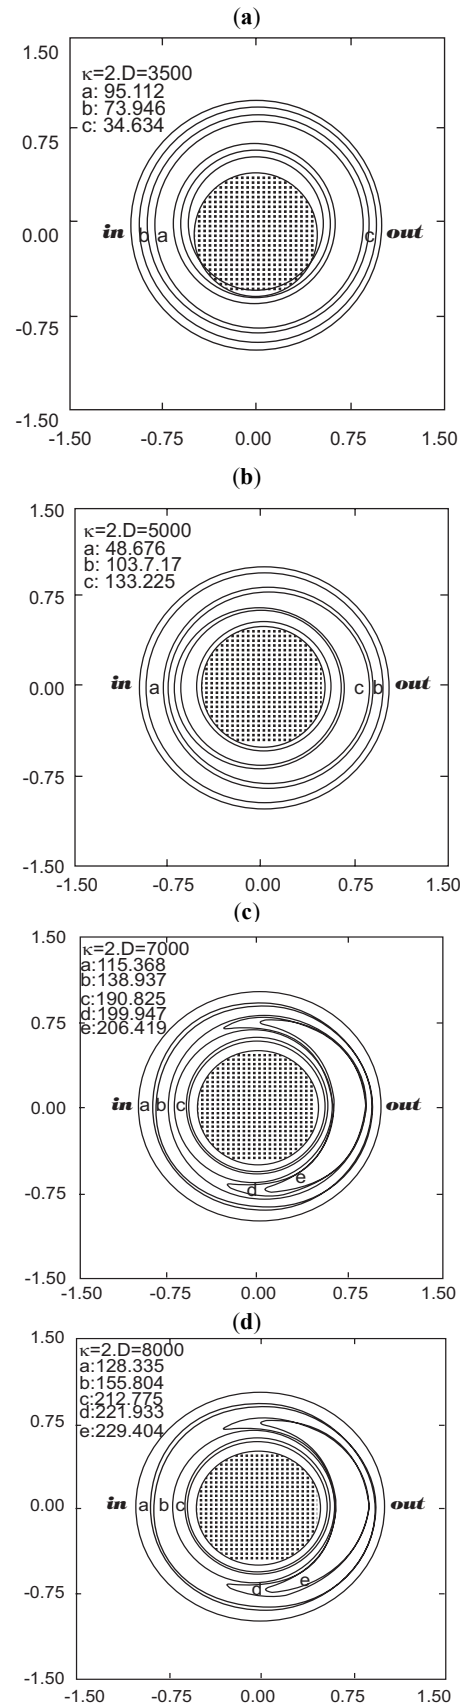 (a)
1.50
κ=2.D=3500
a: 95.112
b: 73.946
c: 34.634
0.75
0.00
in b a c out
-0.75
-1.50
-1.50 -0.75 0.00 0.75 1.50
(b)
1.50
κ=2.D=5000
a: 48.676
b: 103.7.17
c: 133.225
0.75
0.00
in a c b out
-0.75
-1.50
-1.50 -0.75 0.00 0.75 1.50
(c)
1.50
κ=2.D=7000
a:115.368
b:138.937
c:190.825
d:199.947
e:206.419
0.75
0.00
in a b c out
d e
-0.75
-1.50
-1.50 -0.75 0.00 0.75 1.50
(d)
1.50
κ=2.D=8000
a:128.335
b:155.804
c:212.775
d:221.933
e:229.404
0.75
0.00
in a b c out
d e
-0.75
-1.50
-1.50 -0.75 0.00 0.75 1.50